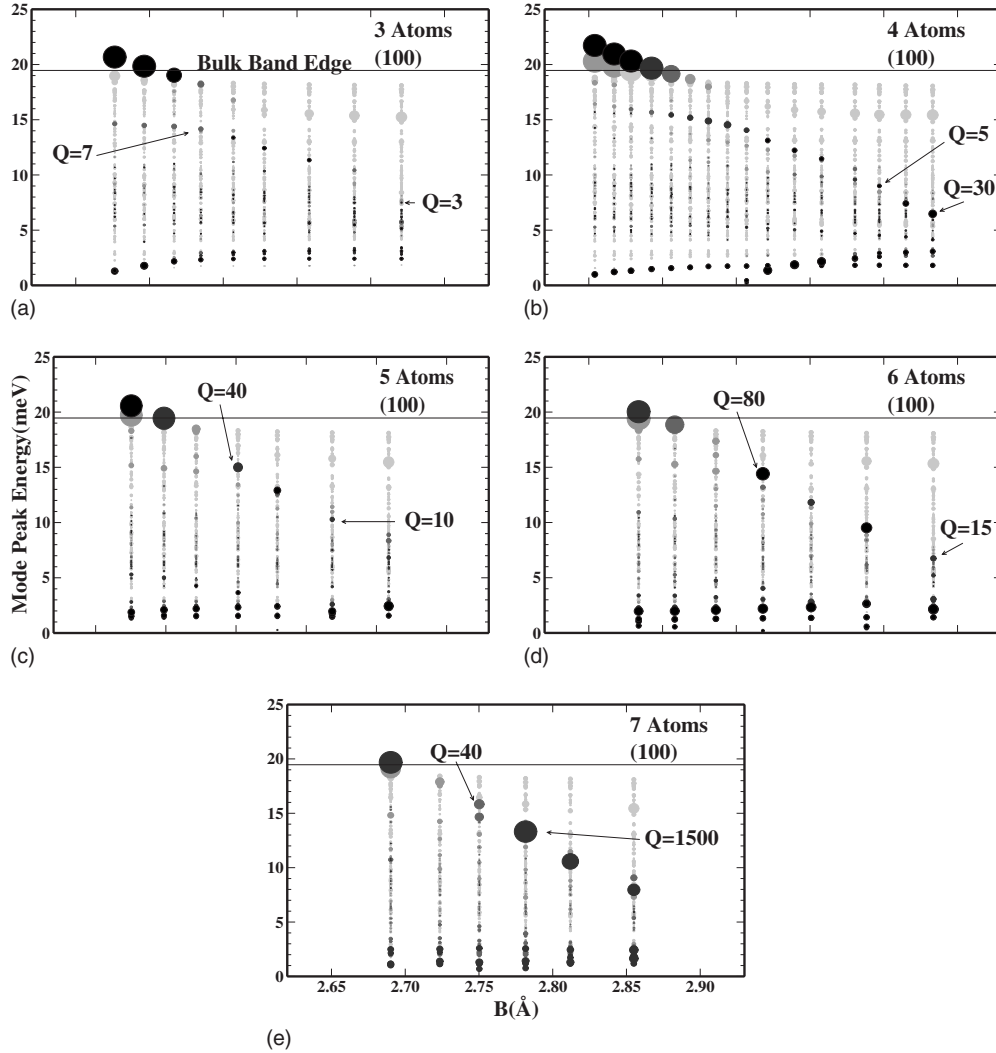 25
20
15
10
5
0
3 Atoms
(100)
Bulk Band Edge
Q=7
Q=3
(a)
25
20
15
10
5
0
4 Atoms
(100)
Q=5
Q=30
(b)
Mode Peak Energy(meV)
25
20
15
10
5
0
5 Atoms
(100)
Q=40
Q=10
(c)
25
20
15
10
5
0
6 Atoms
(100)
Q=80
Q=15
(d)
25
20
15
10
5
0
7 Atoms
(100)
Q=40
Q=1500
2.65 2.70 2.75 2.80 2.85 2.90
B(Å)
(e)